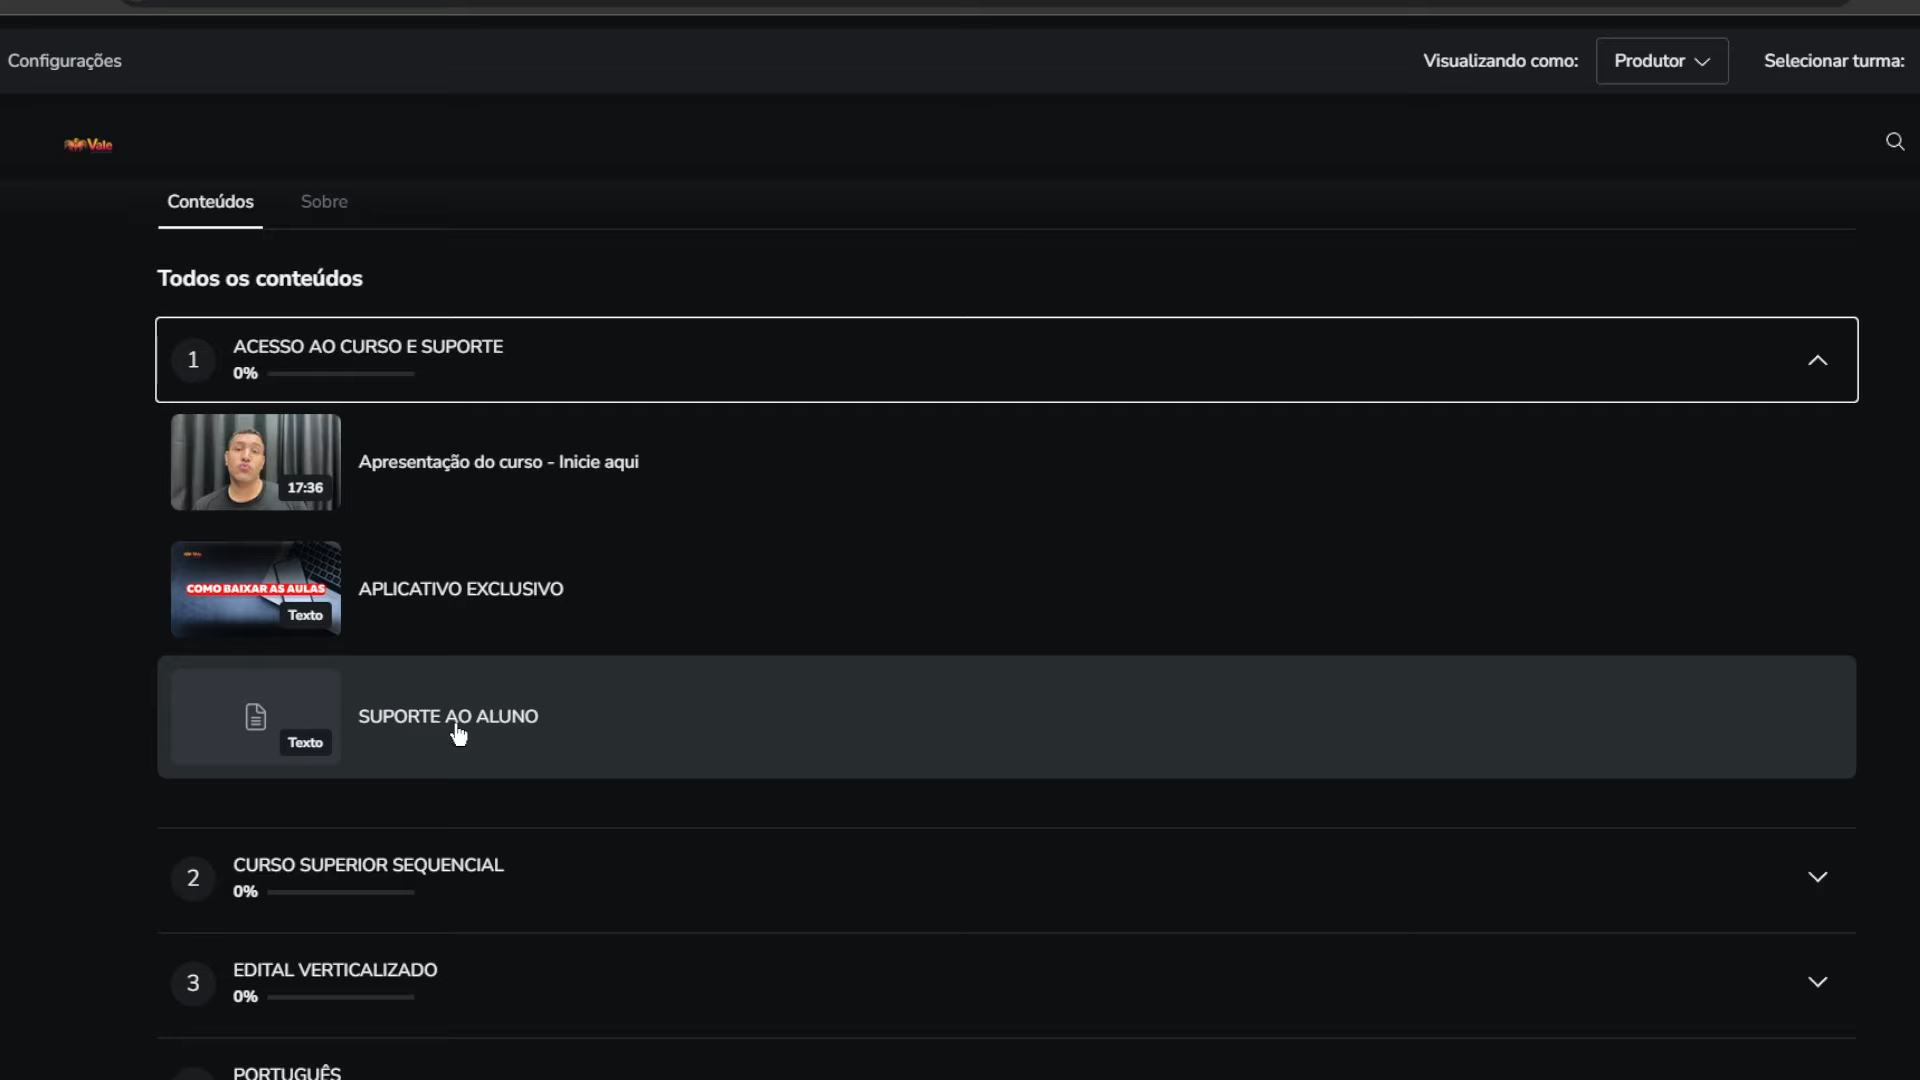 Configurações
Visualizando como:
Produtor
Selecionar turma:
Vale
Conteúdos
Sobre
Todos os conteúdos
1
ACESSO AO CURSO E SUPORTE
0%
17:36
Apresentação do curso - Inicie aqui
COMO BAIXAR AS AULAS
Texto
APLICATIVO EXCLUSIVO
Texto
SUPORTE AO ALUNO
2
CURSO SUPERIOR SEQUENCIAL
0%
3
EDITAL VERTICALIZADO
0%
PORTUGUÊS